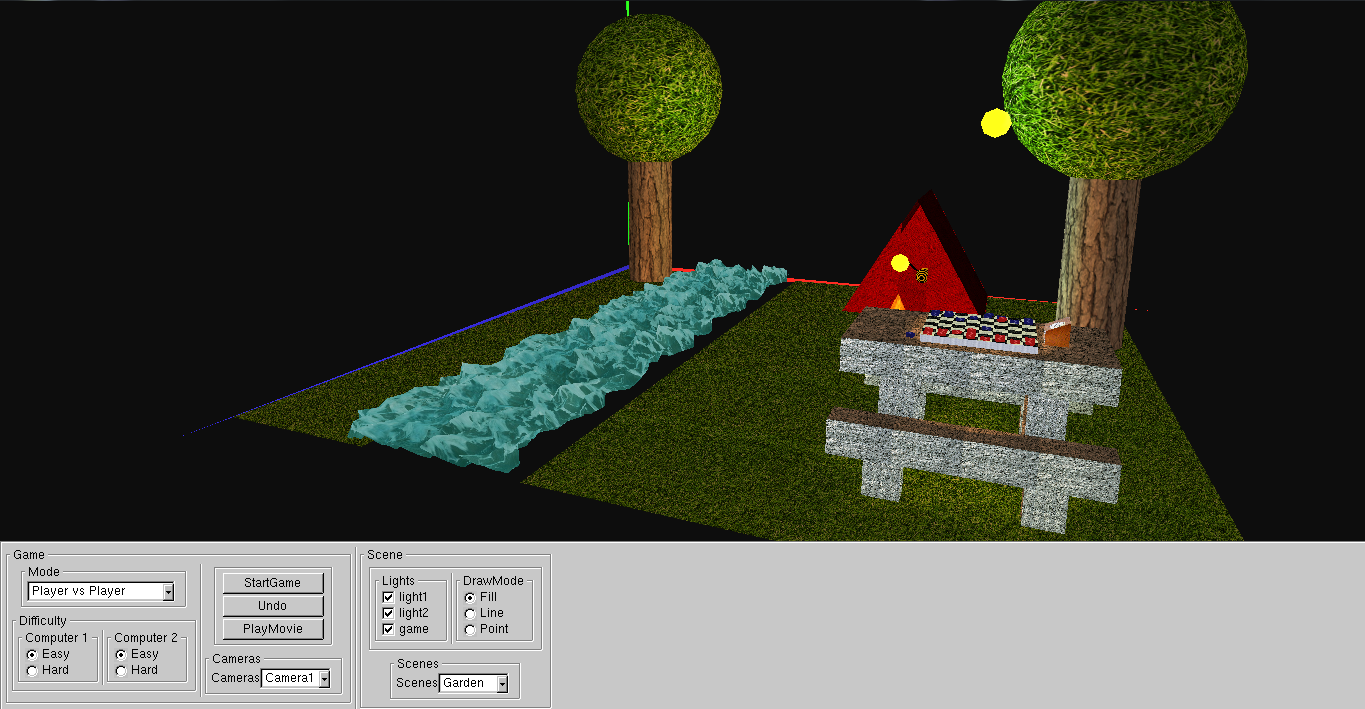 Game
Mode
Player vs Player
Difficulty
Computer 1
Easy
Hard
Computer 2
Easy
Hard
StartGame
Undo
PlayMovie
Cameras
Cameras Camera1
Scene
Lights
light1
light2
game
DrawMode
Fill
Line
Point
Scenes
Scenes Garden